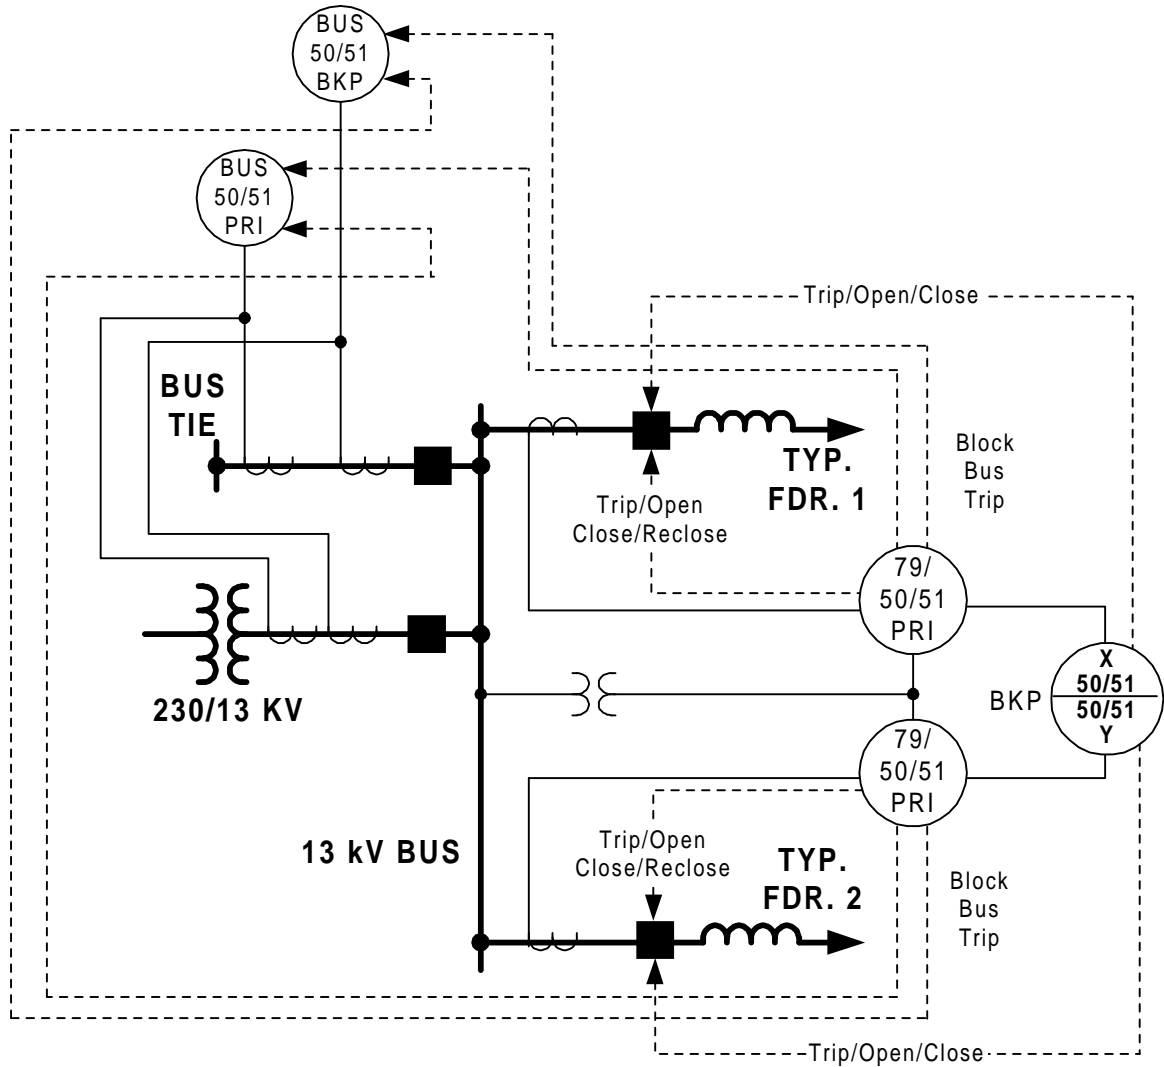 BUS
50/51
BKP
BUS
50/51
PRI
Trip/Open/Close
BUS
TIE
TYP.
FDR. 1
Block
Bus
Trip
Trip/Open
Close/Reclose
79/
50/51
PRI
X
50/51
50/51
Y
BKP
230/13 KV
79/
50/51
PRI
13 kV BUS
Trip/Open
Close/Reclose
TYP.
FDR. 2
Block
Bus
Trip
Trip/Open/Close